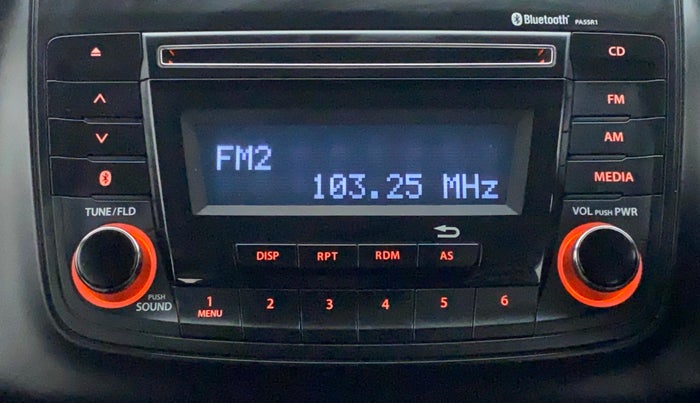 Bluetooth PA55R1
CD
FM
AM
MEDIA
FM2
103.25 MHz
TUNE/FLD
VOL PUSH PWR
DISP RPT RDM AS
PUSH
SOUND
1 2 3 4 5 6
MENU